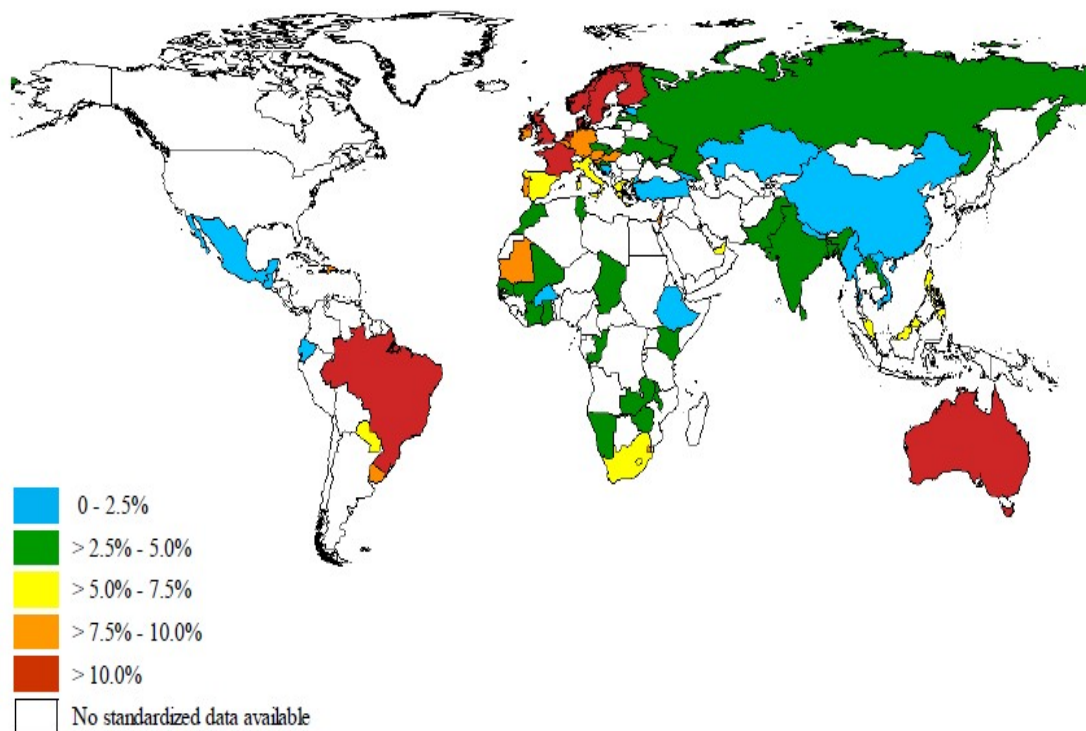 0 - 2.5%
> 2.5% - 5.0%
> 5.0% - 7.5%
> 7.5% - 10.0%
> 10.0%
No standardized data available